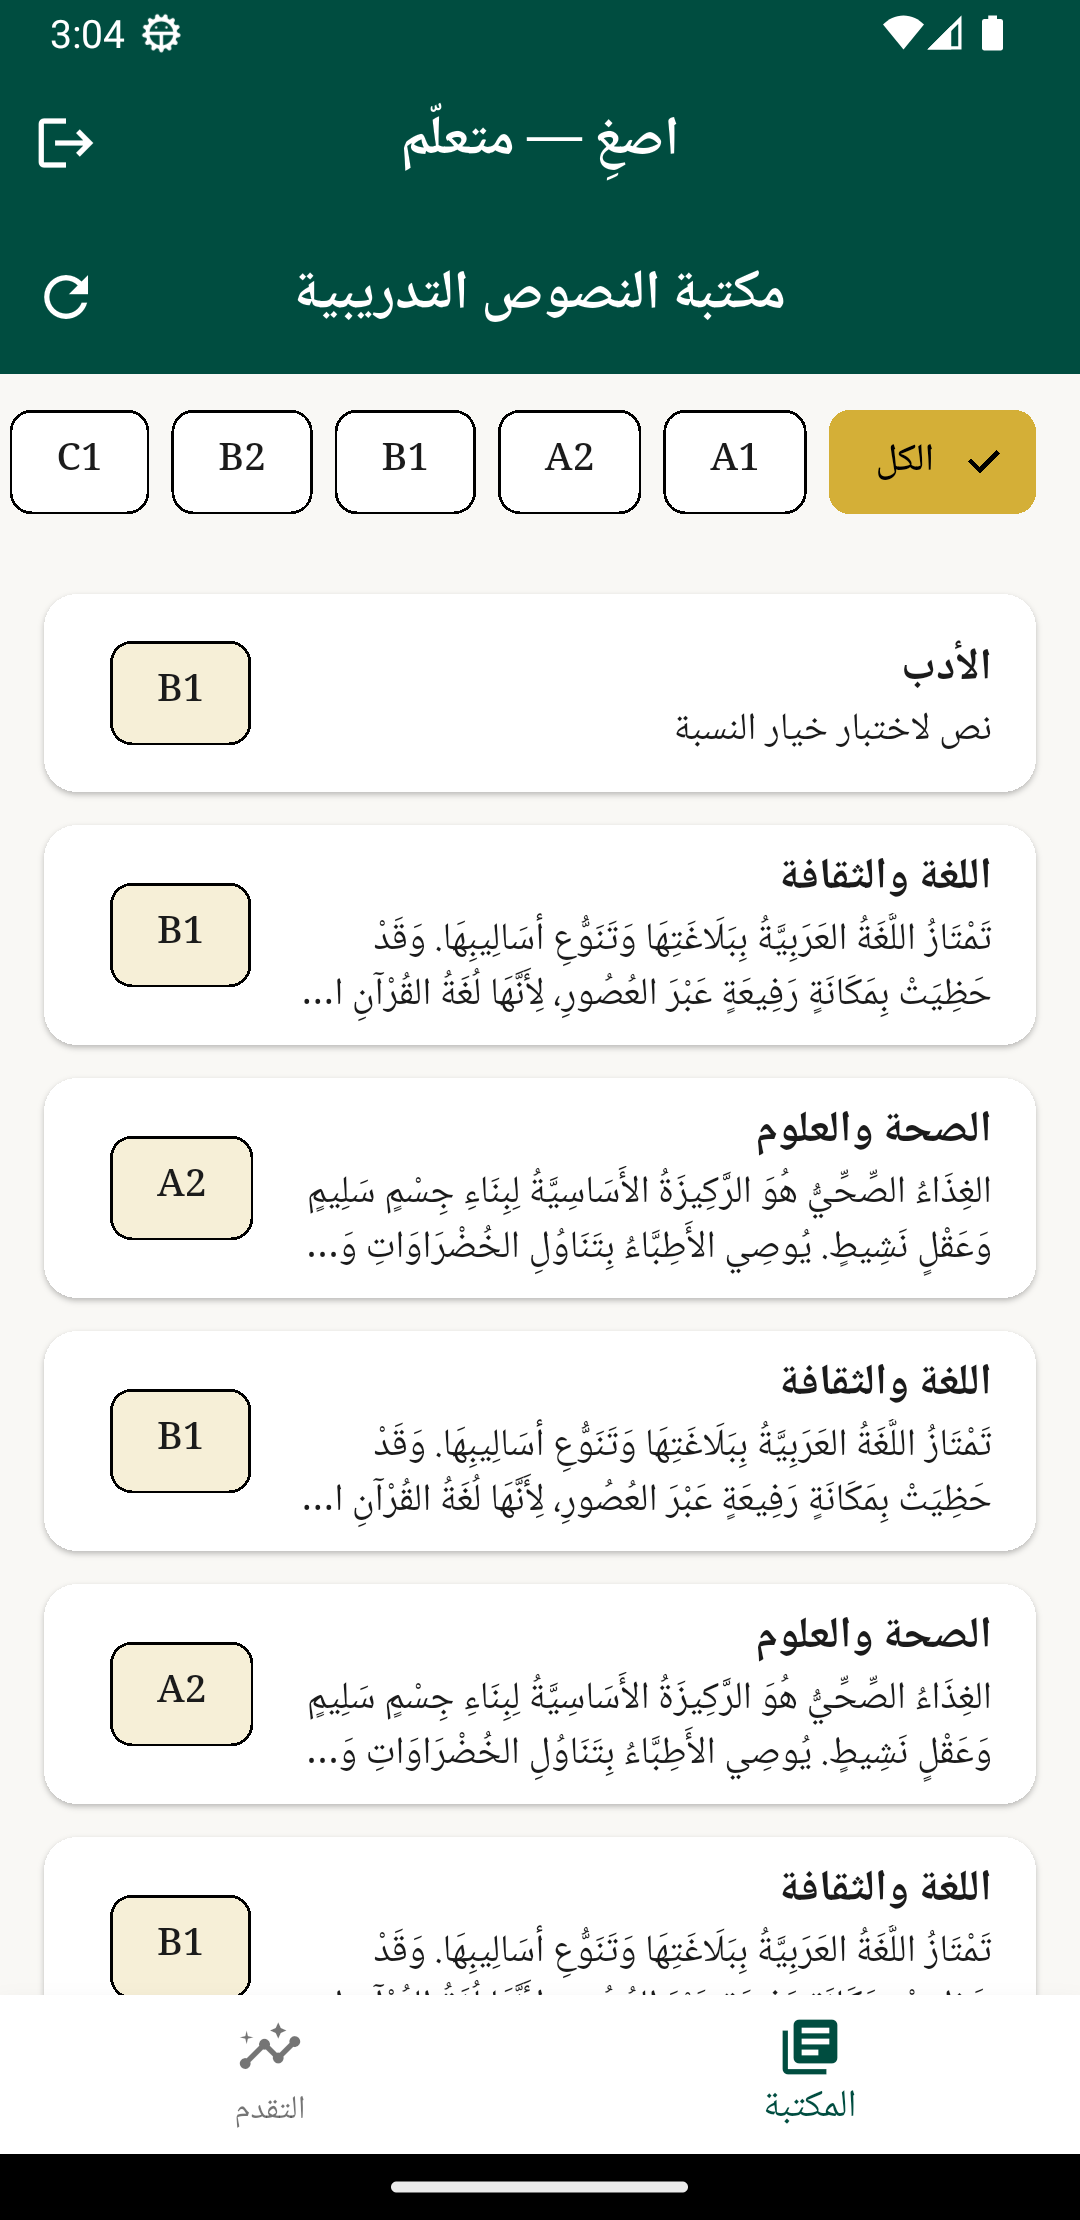 3:04
اصغِ — متعلّم
مكتبة النصوص التدريبية
الكل
A1
A2
B1
B2
C1
الأدب
نص لاختبار خيار النسبة
B1
اللغة والثقافة
تَمْتَازُ اللُّغَةُ العَرَبِيَّةُ بِبَلَاغَتِهَا وَتَنَوُّعِ أسَالِيبِهَا. وَقَدْ
حَظِيَتْ بِمَكَانَةٍ رَفِيعَةٍ عَبْرَ العُصُورِ، لِأَنَّهَا لُغَةُ القُرْآنِ ا...
B1
الصحة والعلوم
الغِذَاءُ الصِّحِّيُّ هُوَ الرَّكِيزَةُ الأَسَاسِيَّةُ لِبِنَاءِ جِسْمٍ سَلِيمٍ
وَعَقْلٍ نَشِيطٍ. يُوصِي الأَطِبَّاءُ بِتَنَاوُلِ الخُضْرَاوَاتِ وَ...
A2
اللغة والثقافة
تَمْتَازُ اللُّغَةُ العَرَبِيَّةُ بِبَلَاغَتِهَا وَتَنَوُّعِ أسَالِيبِهَا. وَقَدْ
حَظِيَتْ بِمَكَانَةٍ رَفِيعَةٍ عَبْرَ العُصُورِ، لِأَنَّهَا لُغَةُ القُرْآنِ ا...
B1
الصحة والعلوم
الغِذَاءُ الصِّحِّيُّ هُوَ الرَّكِيزَةُ الأَسَاسِيَّةُ لِبِنَاءِ جِسْمٍ سَلِيمٍ
وَعَقْلٍ نَشِيطٍ. يُوصِي الأَطِبَّاءُ بِتَنَاوُلِ الخُضْرَاوَاتِ وَ...
A2
اللغة والثقافة
تَمْتَازُ اللُّغَةُ العَرَبِيَّةُ بِبَلَاغَتِهَا وَتَنَوُّعِ أسَالِيبِهَا. وَقَدْ
B1
المكتبة
التقدم